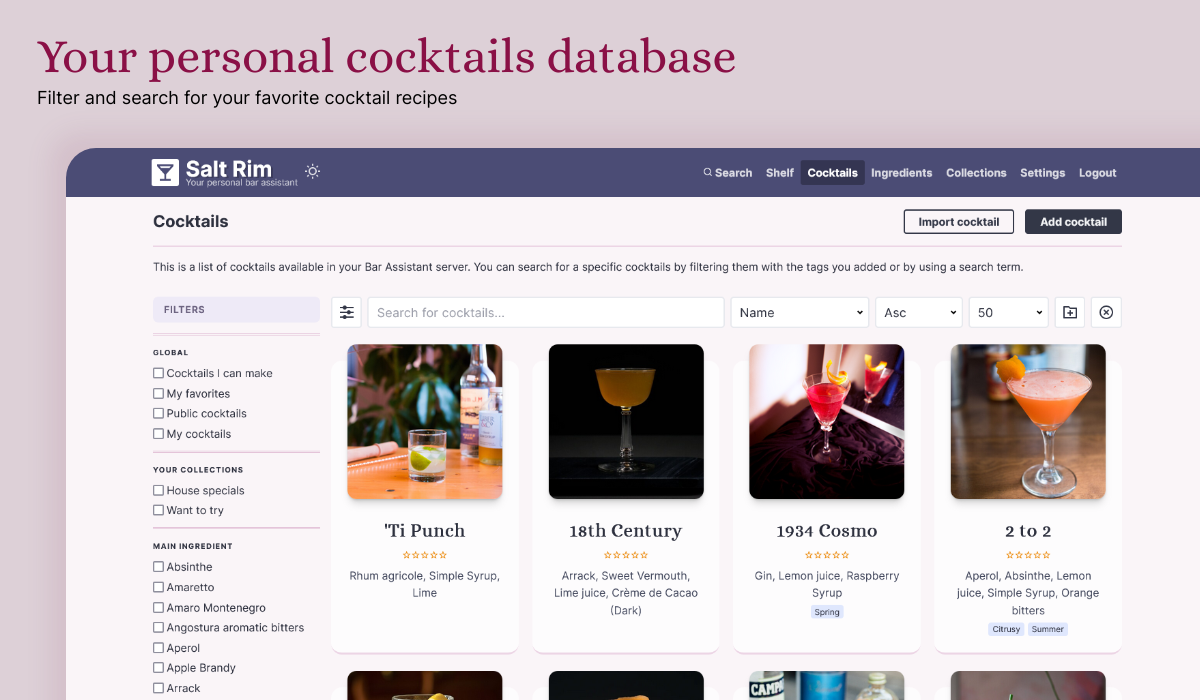 Your personal cocktails database
Filter and search for your favorite cocktail recipes
Salt Rim
Your personal bar assistant
Search Shelf Cocktails Ingredients Collections Settings Logout
Cocktails
Import cocktail Add cocktail
This is a list of cocktails available in your Bar Assistant server. You can search for a specific cocktails by filtering them with the tags you added or by using a search term.
FILTERS
Search for cocktails... Name Asc 50
GLOBAL
Cocktails I can make
My favorites
Public cocktails
My cocktails
YOUR COLLECTIONS
House specials
Want to try
MAIN INGREDIENT
Absinthe
Amaretto
Amaro Montenegro
Angostura aromatic bitters
Aperol
Apple Brandy
Arrack
'Ti Punch
Rhum agricole, Simple Syrup,
Lime
18th Century
Arrack, Sweet Vermouth,
Lime juice, Crème de Cacao
(Dark)
1934 Cosmo
Gin, Lemon juice, Raspberry
Syrup
Spring
2 to 2
Aperol, Absinthe, Lemon
juice, Simple Syrup, Orange
bitters
Citrusy Summer